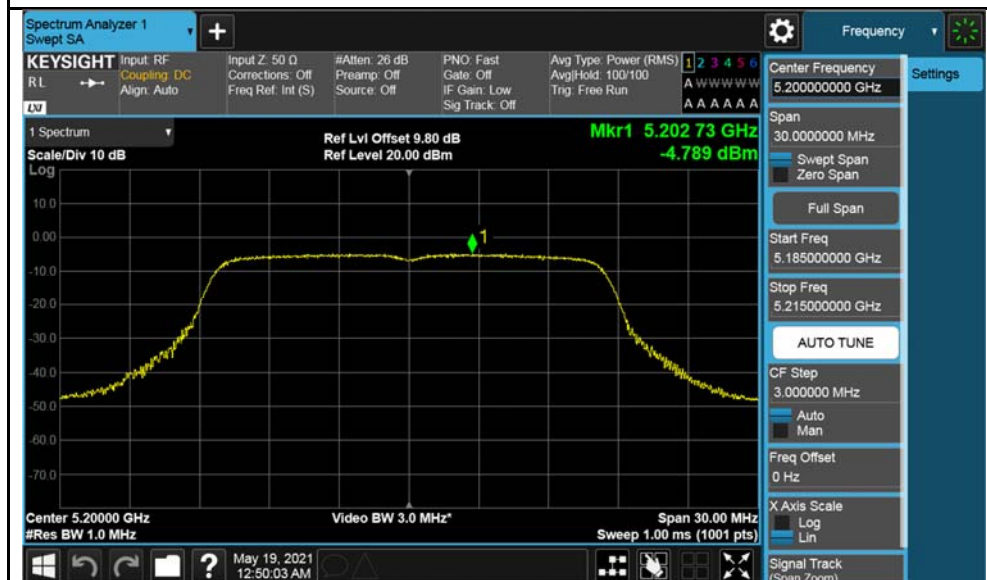 Spectrum Analyzer 1
Swept SA
+
Frequency
KEYSIGHT
RL
LXI
Input: RF
Coupling: DC
Align: Auto
Input Z: 50 Ω
Corrections: Off
Freq Ref: Int (S)
#Atten: 26 dB
Preamp: Off
Source: Off
PNO: Fast
Gate: Off
IF Gain: Low
Sig Track: Off
Avg Type: Power (RMS)
Avg|Hold: 100/100
Trig: Free Run
1 2 3 4 5 6
A W W W W W
A A A A A A
1 Spectrum
Scale/Div 10 dB
Log
Ref Lvl Offset 9.80 dB
Ref Level 20.00 dBm
Mkr1 5.202 73 GHz
-4.789 dBm
10.0
0.00
-10.0
-20.0
-30.0
-40.0
-50.0
-60.0
-70.0
1
Center 5.20000 GHz
#Res BW 1.0 MHz
Video BW 3.0 MHz*
Span 30.00 MHz
Sweep 1.00 ms (1001 pts)
?
May 19, 2021
12:50:03 AM
Center Frequency
5.200000000 GHz
Settings
Span
30.0000000 MHz
Swept Span
Zero Span
Full Span
Start Freq
5.185000000 GHz
Stop Freq
5.215000000 GHz
AUTO TUNE
CF Step
3.000000 MHz
Auto
Man
Freq Offset
0 Hz
X Axis Scale
Log
Lin
Signal Track
(Span Zoom)